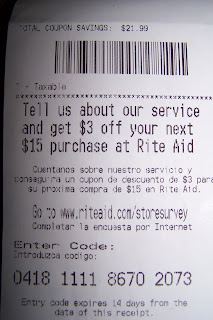 TOTAL COUPON SAVINGS: $21.99
T = Taxable
Tell us about our service
and get $3 off your next
$15 purchase at Rite Aid
Cuentanos sobre nuestro servicio y
conseguira un cupon de descuento de $3 para
su proxima compra de $15 en Rite Aid.
Go to www.riteaid.com/storesurvey
Completar la encuesta por Internet
Enter Code:
Introduzca codigo:
0418 1111 8670 2073
Entry code expires 14 days from the
date of this receipt.